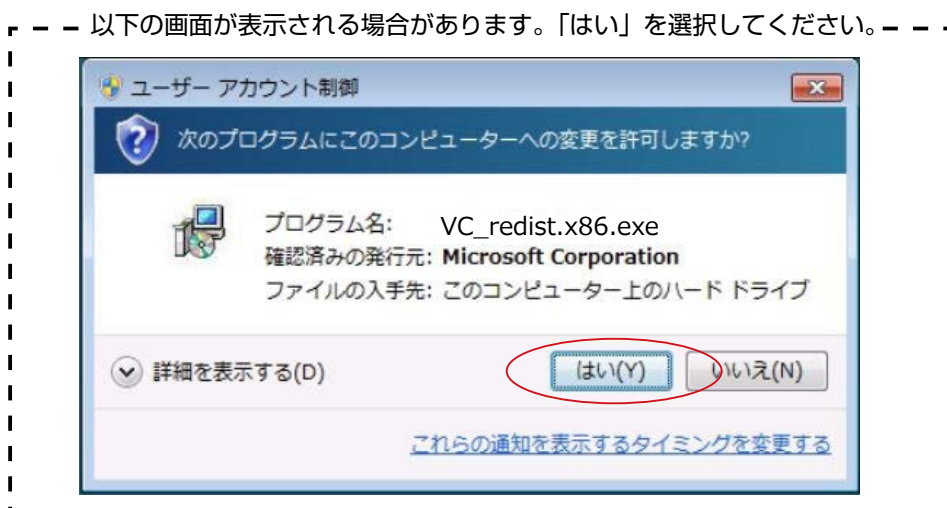 以下の画面が表示される場合があります。「はい」を選択してください。
ユーザー アカウント制御
次のプログラムにこのコンピューターへの変更を許可しますか?
プログラム名: VC_redist.x86.exe
確認済みの発行元: Microsoft Corporation
ファイルの入手先: このコンピューター上のハード ドライブ
詳細を表示する(D) はい(Y) いいえ(N)
これらの通知を表示するタイミングを変更する